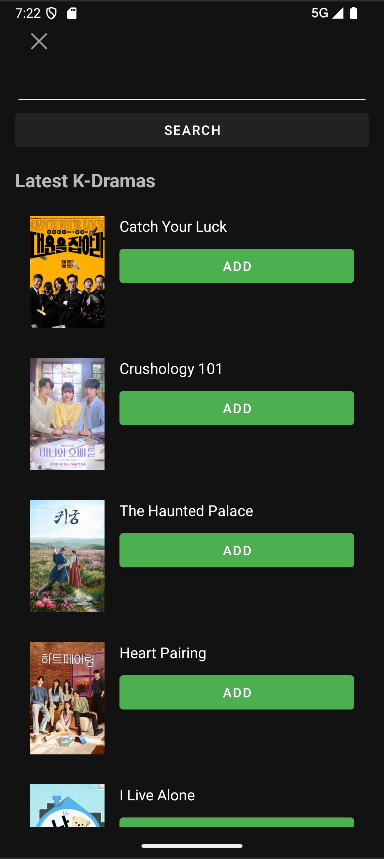 7:22
5G
SEARCH
Latest K-Dramas
대운을 잡아라
Catch Your Luck
ADD
Crushology 101
ADD
바니와 오빠들
The Haunted Palace
귀궁
ADD
Heart Pairing
하트페어링
ADD
I Live Alone